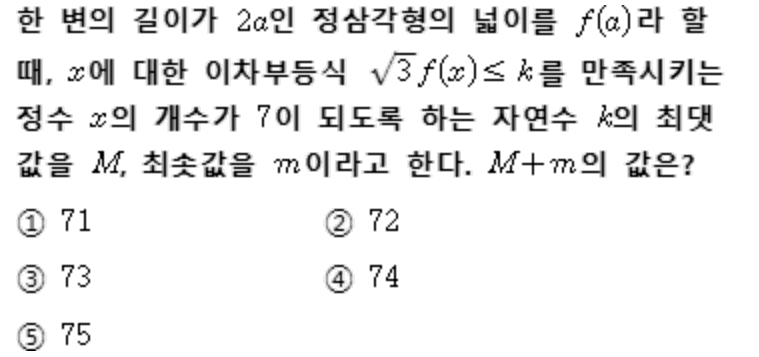 한 변의 길이가 2a인 정삼각형의 넓이를 f(a)라 할
때, x에 대한 이차부등식 √3f(x)≤ k를 만족시키는
정수 x의 개수가 7이 되도록 하는 자연수 k의 최댓
값을 M, 최솟값을 m이라고 한다. M+m의 값은?
① 71 ② 72
③ 73 ④ 74
⑤ 75